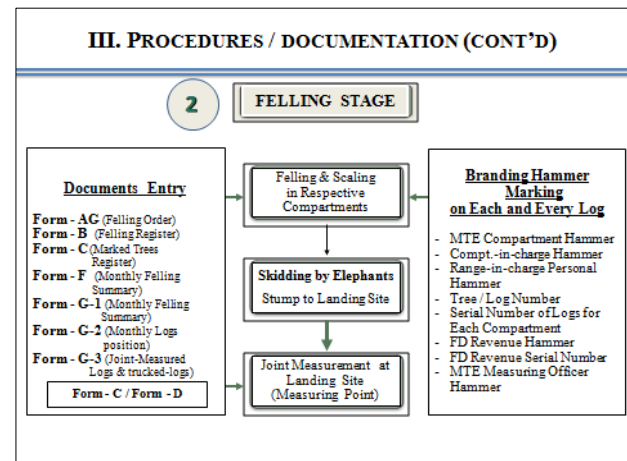 III. PROCEDURES / DOCUMENTATION (CONT'D)
2
FELLING STAGE
Documents Entry
Form - AG (Felling Order)
Form - B (Felling Register)
Form - C (Marked Trees
Register)
Form - F (Monthly Felling
Summary)
Form - G-1 (Monthly Felling
Summary)
Form - G-2 (Monthly Logs
position)
Form - G-3 (Joint-Measured
Logs & trucked-logs)
Form - C / Form - D
Felling & Scaling
in Respective
Compartments
Skidding by Elephants
Stump to Landing Site
Joint Measurement at
Landing Site
(Measuring Point)
Branding Hammer
Marking
on Each and Every Log
- MTE Compartment Hammer
- Compt.-in-charge Hammer
- Range-in-charge Personal
Hammer
- Tree / Log Number
- Serial Number of Logs for
Each Compartment
- FD Revenue Hammer
- FD Revenue Serial Number
- MTE Measuring Officer
Hammer